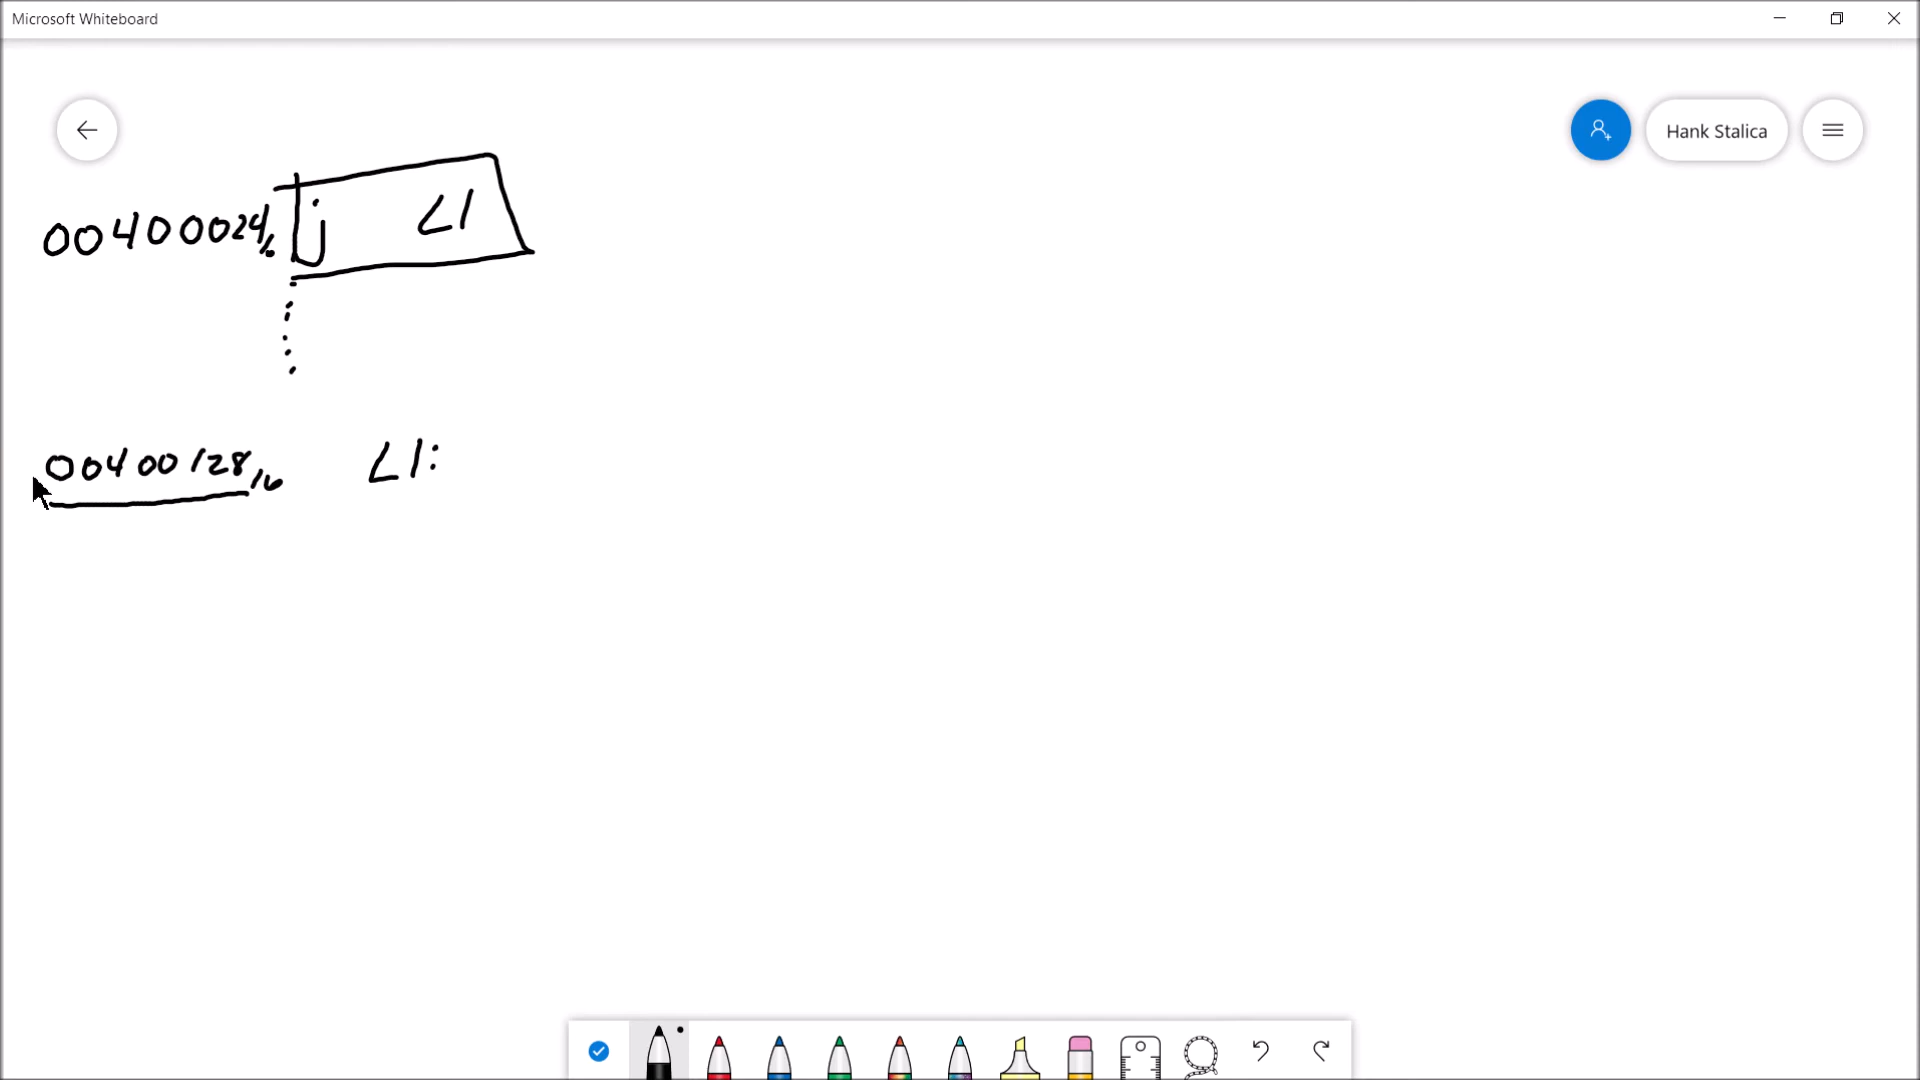 Microsoft Whiteboard
Hank Stalica
00400024₁₆ j L1
00400128₁₆ L1: